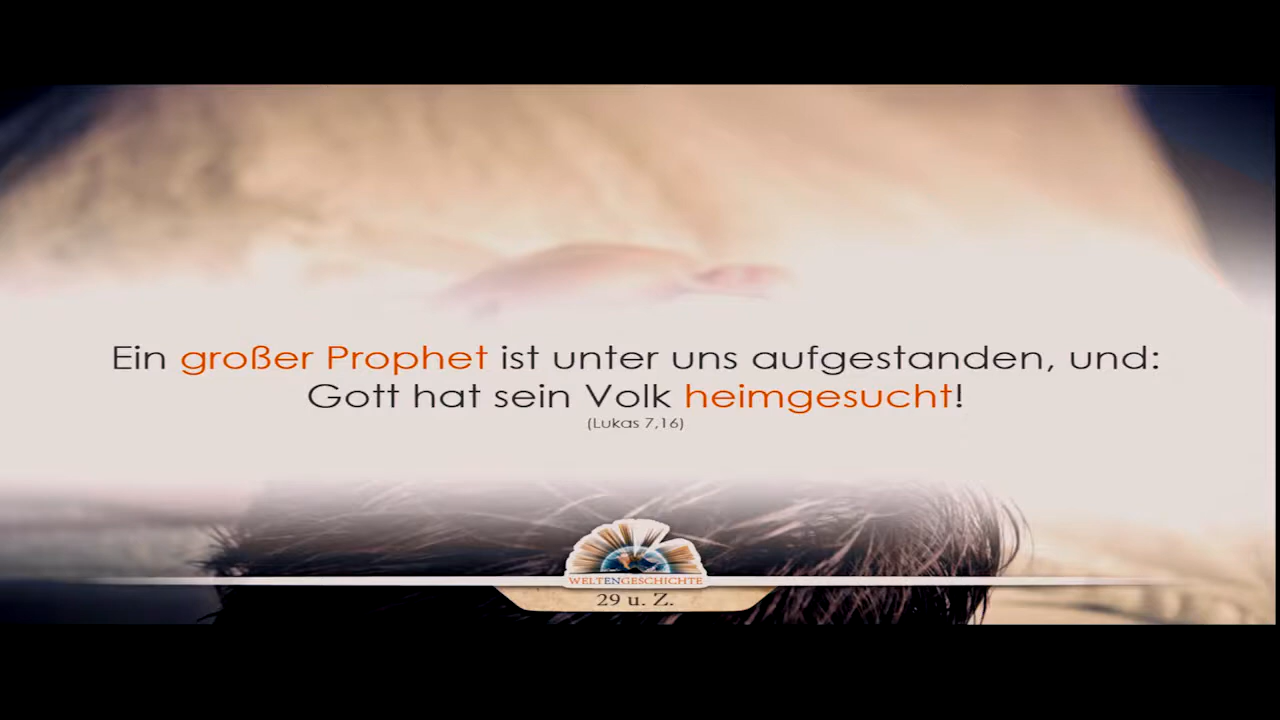 Ein großer Prophet ist unter uns aufgestanden, und:
Gott hat sein Volk heimgesucht!
(Lukas 7,16)
WELTENGESCHICHTE
29 u. Z.